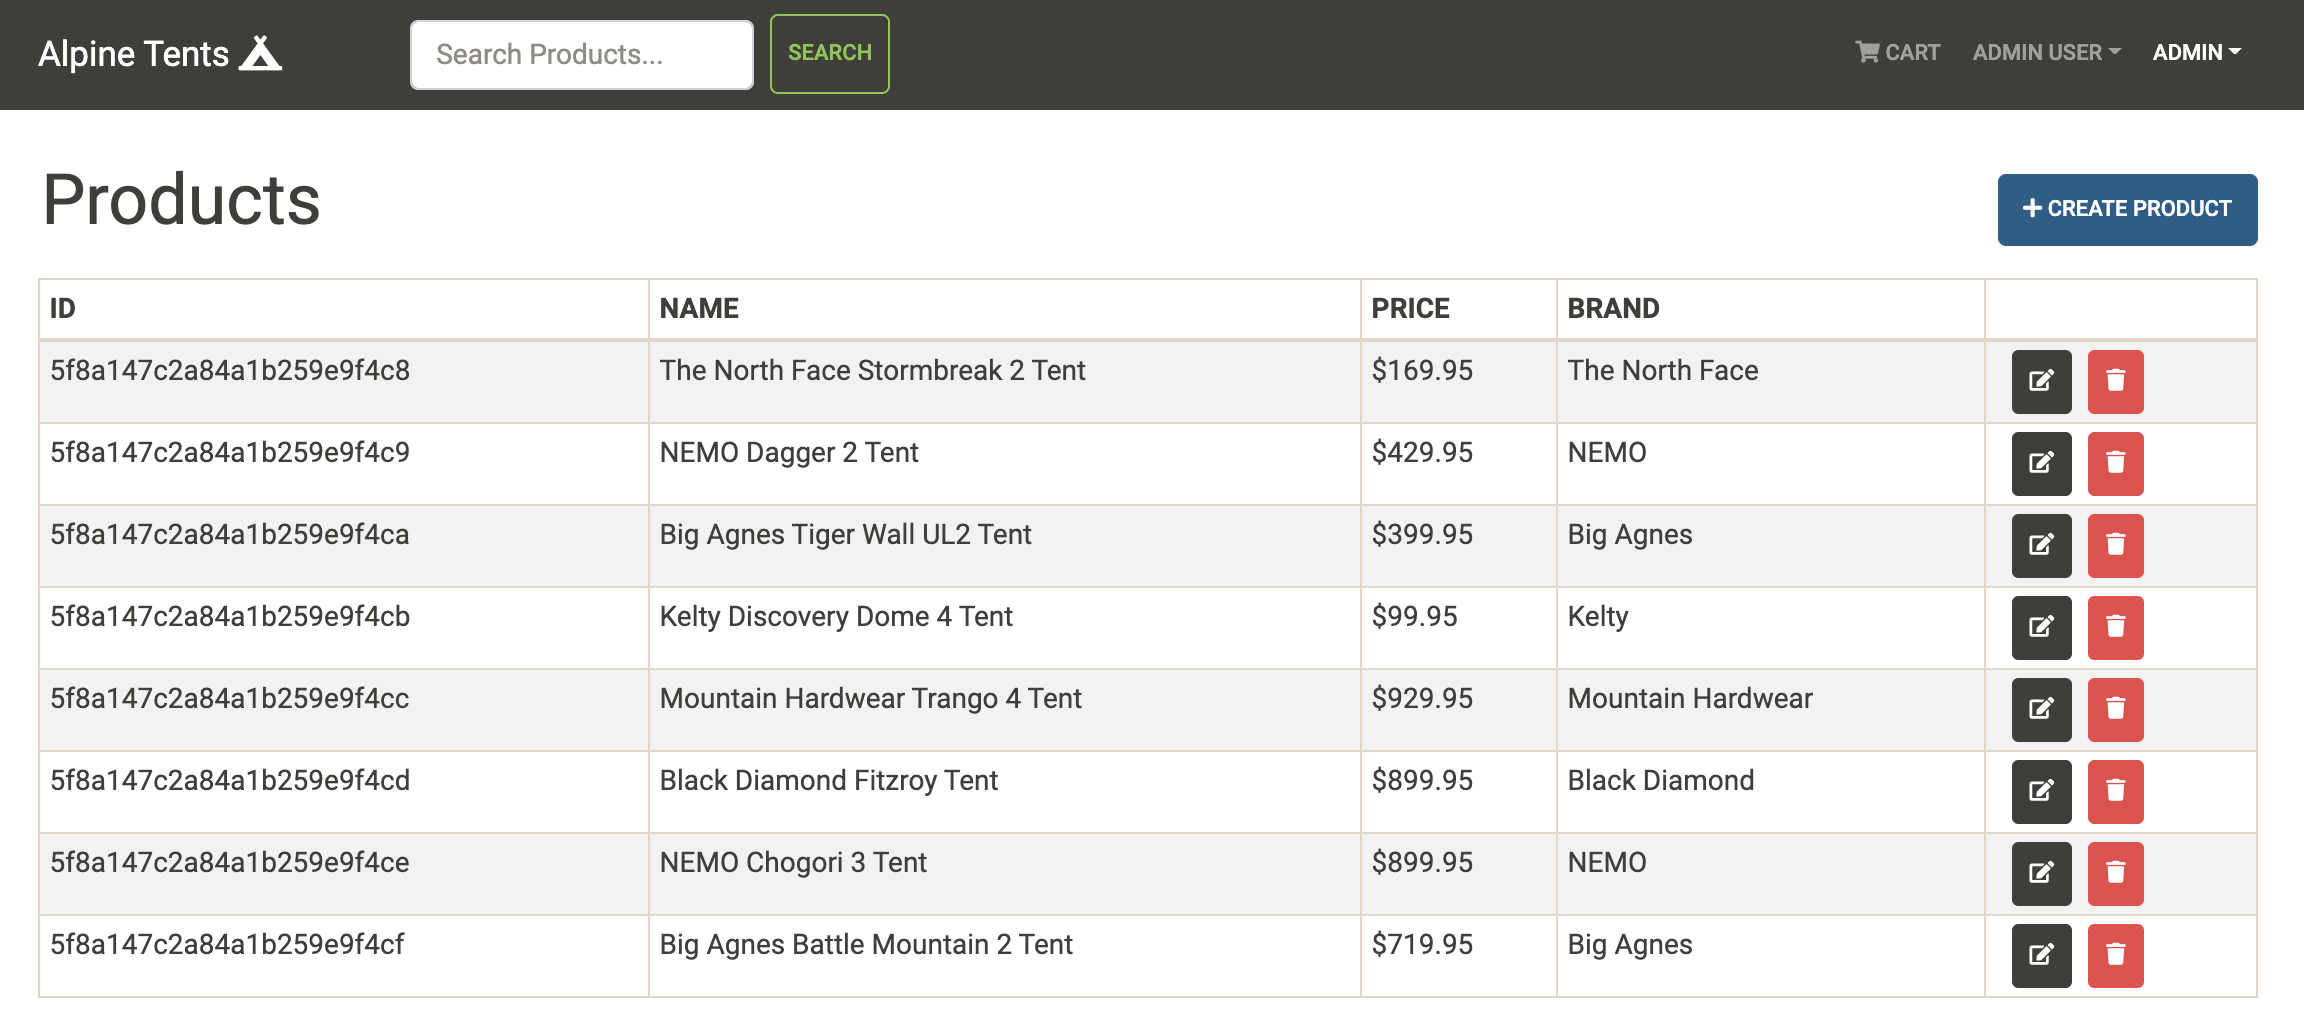 Alpine Tents Search Products... SEARCH CART ADMIN USER ADMIN
Products
CREATE PRODUCT
ID NAME PRICE BRAND
5f8a147c2a84a1b259e9f4c8 The North Face Stormbreak 2 Tent $169.95 The North Face
5f8a147c2a84a1b259e9f4c9 NEMO Dagger 2 Tent $429.95 NEMO
5f8a147c2a84a1b259e9f4ca Big Agnes Tiger Wall UL2 Tent $399.95 Big Agnes
5f8a147c2a84a1b259e9f4cb Kelty Discovery Dome 4 Tent $99.95 Kelty
5f8a147c2a84a1b259e9f4cc Mountain Hardwear Trango 4 Tent $929.95 Mountain Hardwear
5f8a147c2a84a1b259e9f4cd Black Diamond Fitzroy Tent $899.95 Black Diamond
5f8a147c2a84a1b259e9f4ce NEMO Chogori 3 Tent $899.95 NEMO
5f8a147c2a84a1b259e9f4cf Big Agnes Battle Mountain 2 Tent $719.95 Big Agnes